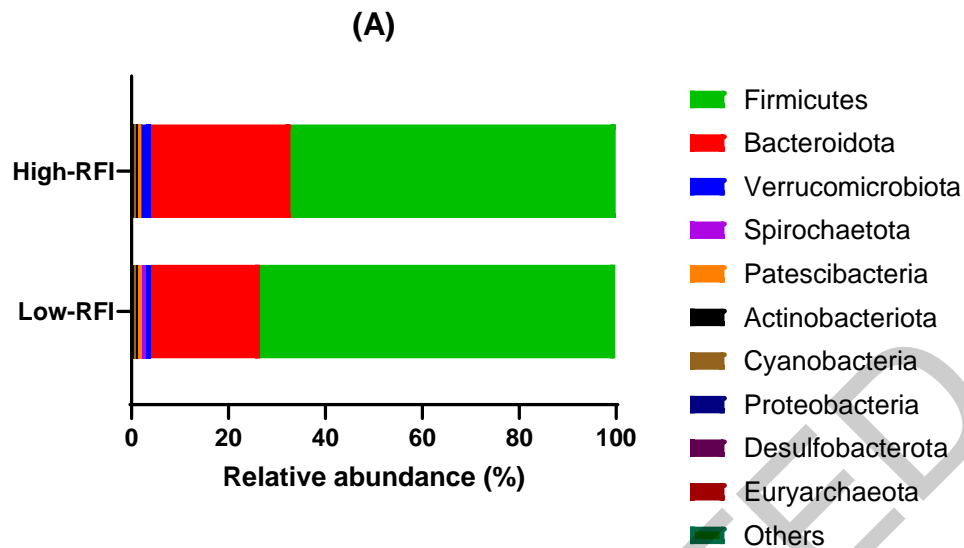 (A)
High-RFI
Low-RFI
0 20 40 60 80 100
Relative abundance (%)
Firmicutes
Bacteroidota
Verrucomicrobiota
Spirochaetota
Patescibacteria
Actinobacteriota
Cyanobacteria
Proteobacteria
Desulfobacterota
Euryarchaeota
Others
TED